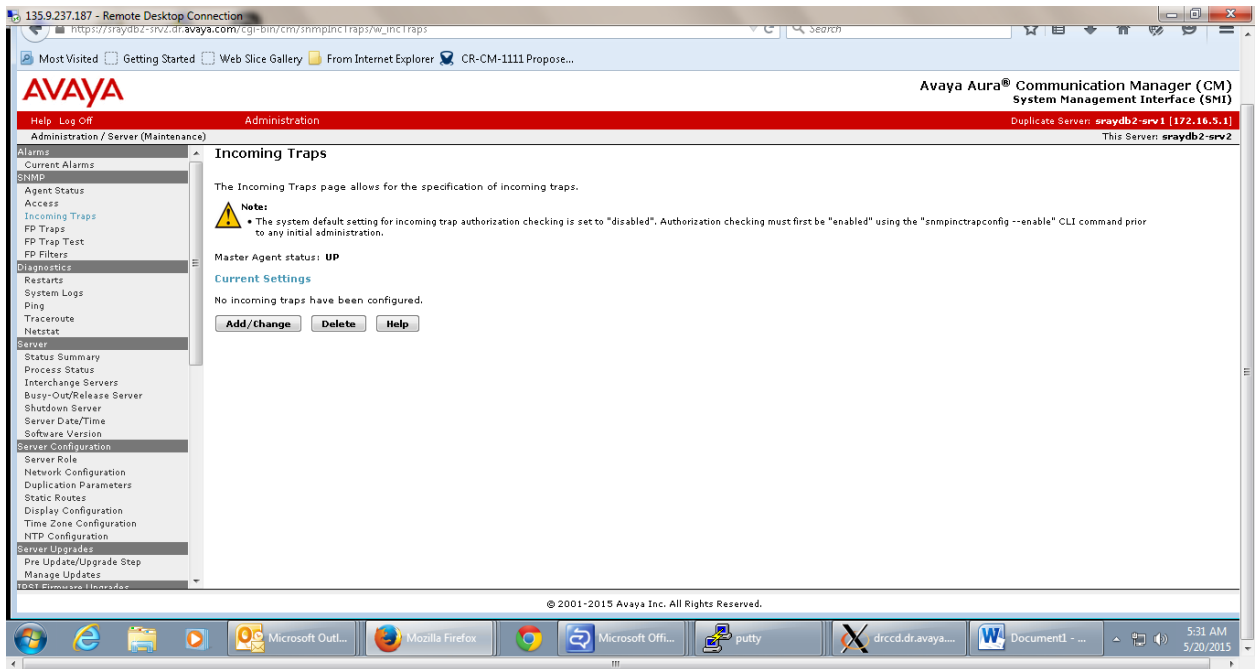 135.9.237.187 - Remote Desktop Connection
https://sraydb2-srv2.dr.avaya.com/cgi-bin/cm/snmpIncTraps/w_incTraps
Search
Most Visited Getting Started Web Slice Gallery From Internet Explorer CR-CM-1111 Propose...
AVAYA
Avaya Aura® Communication Manager (CM)
System Management Interface (SMI)
Help Log Off Administration Duplicate Server: sraydb2-srv1 [172.16.5.1]
Administration / Server (Maintenance) This Server: sraydb2-srv2
Alarms
Current Alarms
SNMP
Agent Status
Access
Incoming Traps
FP Traps
FP Trap Test
FP Filters
Diagnostics
Restarts
System Logs
Ping
Traceroute
Netstat
Server
Status Summary
Process Status
Interchange Servers
Busy-Out/Release Server
Shutdown Server
Server Date/Time
Software Version
Server Configuration
Server Role
Network Configuration
Duplication Parameters
Static Routes
Display Configuration
Time Zone Configuration
NTP Configuration
Server Upgrades
Pre Update/Upgrade Step
Manage Updates
IPSI Firmware Upgrades
Incoming Traps
The Incoming Traps page allows for the specification of incoming traps.
Note:
• The system default setting for incoming trap authorization checking is set to "disabled". Authorization checking must first be "enabled" using the "snmpinctrapconfig --enable" CLI command prior
to any initial administration.
Master Agent status: UP
Current Settings
No incoming traps have been configured.
Add/Change Delete Help
© 2001-2015 Avaya Inc. All Rights Reserved.
Microsoft Outl... Mozilla Firefox Microsoft Offi... putty drccd.dr.avaya.... Document1 - ... 5:31 AM
5/20/2015